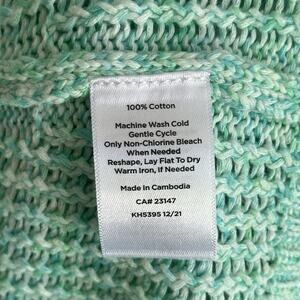 100% Cotton
Machine Wash Cold
Gentle Cycle
Only Non-Chlorine Bleach
When Needed
Reshape, Lay Flat To Dry
Warm Iron, If Needed
Made In Cambodia
CA# 23147
KH5395 12/21